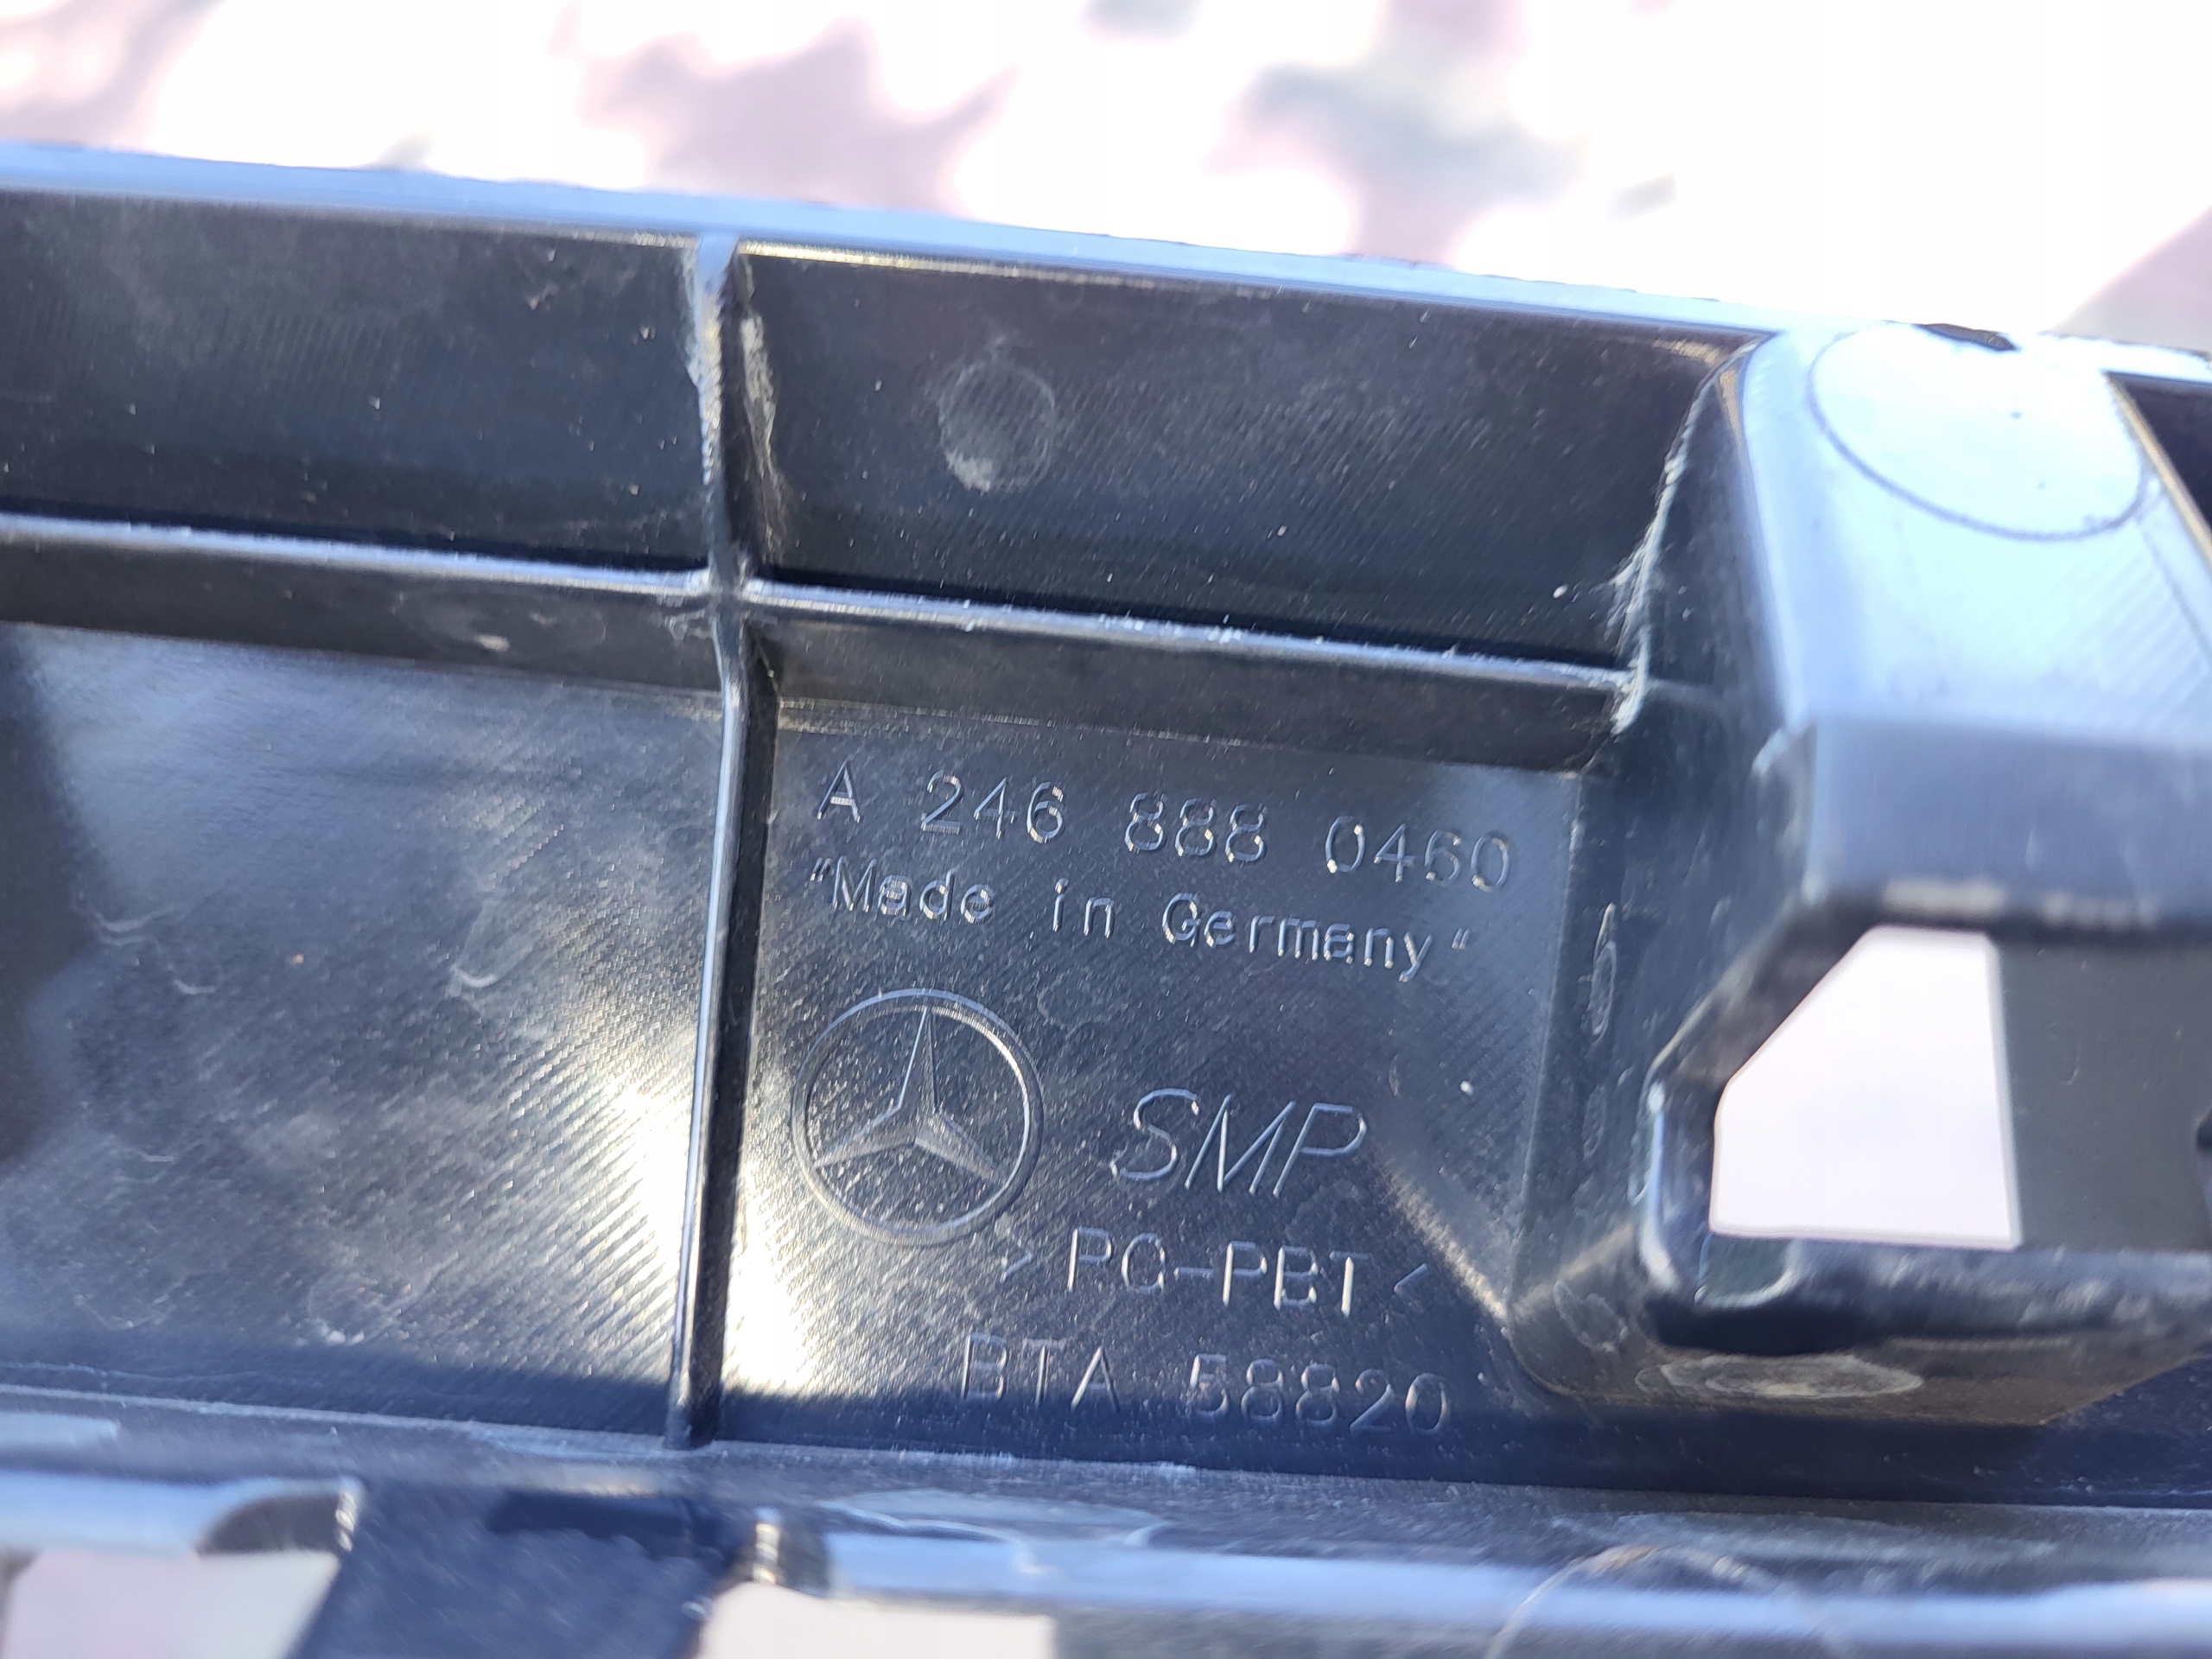 A 246 888 0460
"Made in Germany"
SMP
>PC-PBT<
BTA 58820